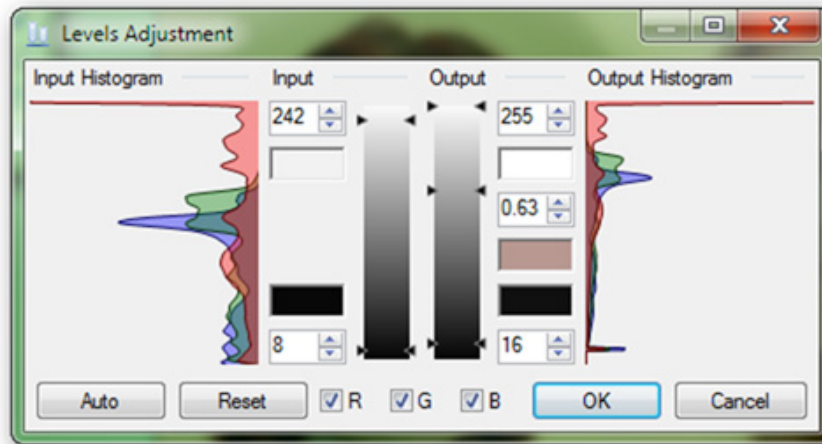 Levels Adjustment
Input Histogram Input Output Output Histogram
242 255
0.63
8 16
Auto Reset R G B OK Cancel